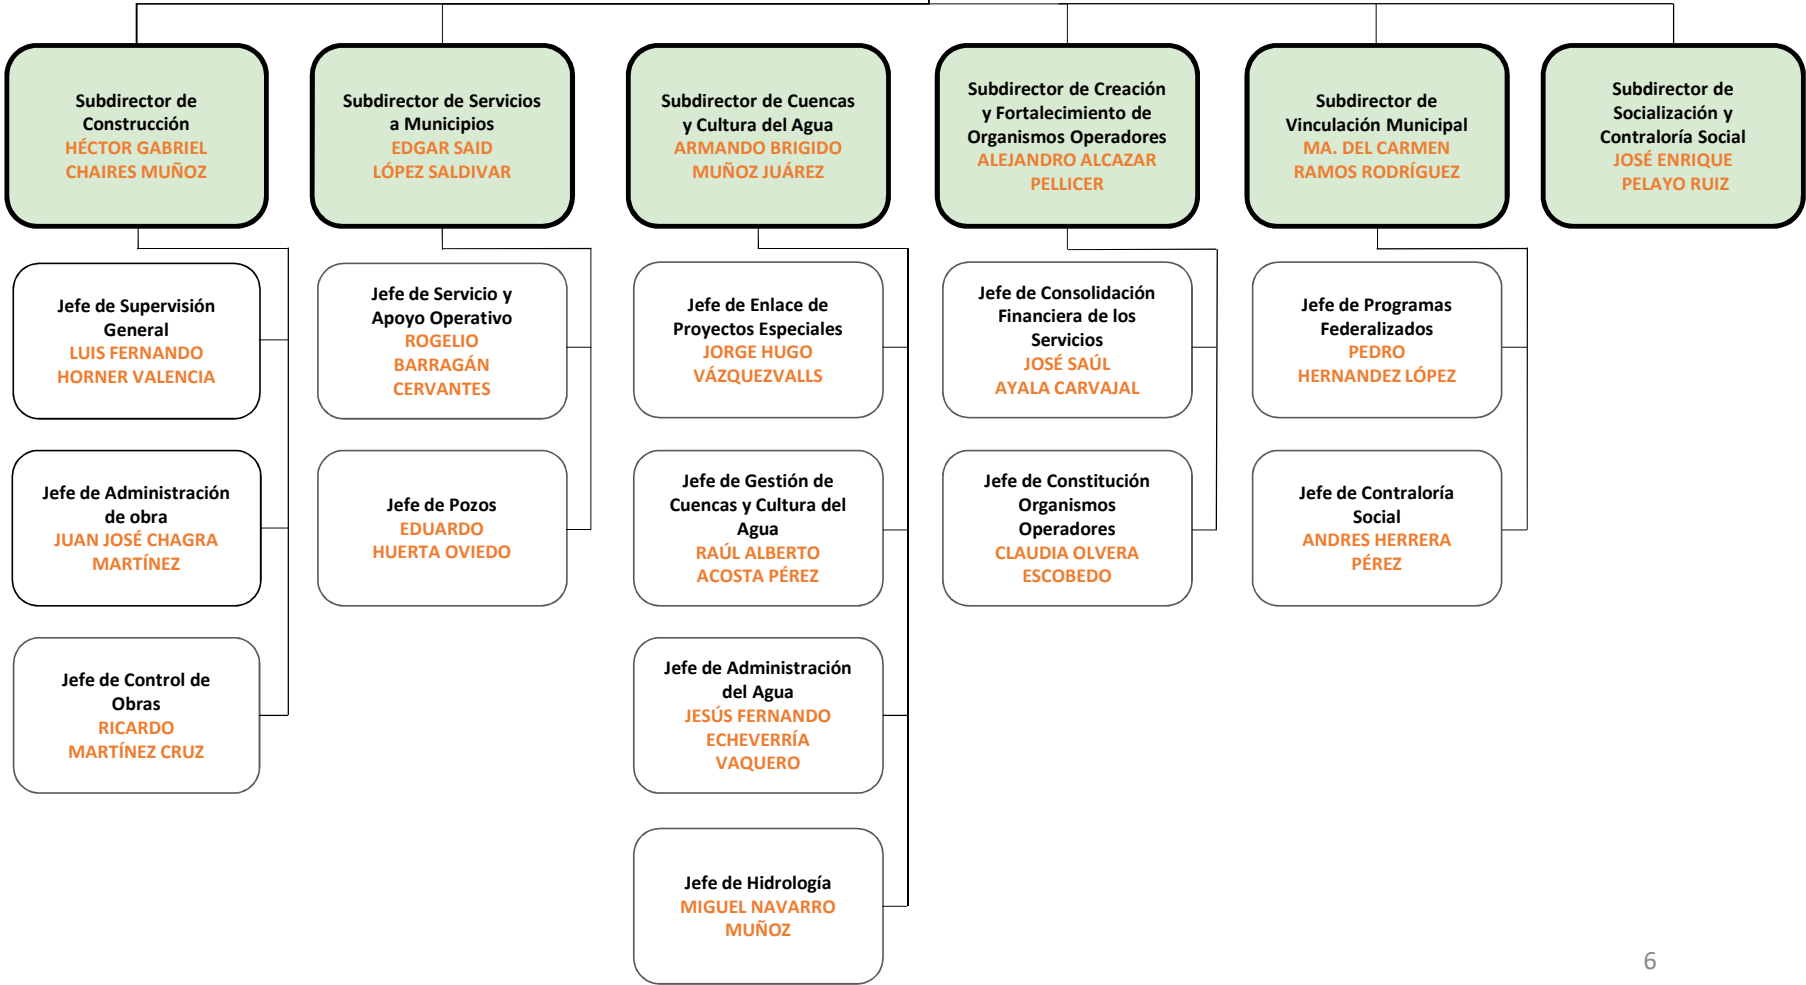 Subdirector de
Construcción
HÉCTOR GABRIEL
CHAIRES MUÑOZ
Subdirector de Servicios
a Municipios
EDGAR SAID
LÓPEZ SALDIVAR
Subdirector de Cuencas
y Cultura del Agua
ARMANDO BRIGIDO
MUÑOZ JUÁREZ
Subdirector de Creación
y Fortalecimiento de
Organismos Operadores
ALEJANDRO ALCAZAR
PELLICER
Subdirector de
Vinculación Municipal
MA. DEL CARMEN
RAMOS RODRÍGUEZ
Subdirector de
Socialización y
Contraloría Social
JOSÉ ENRIQUE
PELAYO RUIZ
Jefe de Supervisión
General
LUIS FERNANDO
HORNER VALENCIA
Jefe de Servicio y
Apoyo Operativo
ROGELIO
BARRAGÁN
CERVANTES
Jefe de Enlace de
Proyectos Especiales
JORGE HUGO
VÁZQUEZVALLS
Jefe de Consolidación
Financiera de los
Servicios
JOSÉ SAÚL
AYALA CARVAJAL
Jefe de Programas
Federalizados
PEDRO
HERNANDEZ LÓPEZ
Jefe de Administración
de obra
JUAN JOSÉ CHAGRA
MARTÍNEZ
Jefe de Pozos
EDUARDO
HUERTA OVIEDO
Jefe de Gestión de
Cuencas y Cultura del
Agua
RAÚL ALBERTO
ACOSTA PÉREZ
Jefe de Constitución
Organismos
Operadores
CLAUDIA OLVERA
ESCOBEDO
Jefe de Contraloría
Social
ANDRES HERRERA
PÉREZ
Jefe de Control de
Obras
RICARDO
MARTÍNEZ CRUZ
Jefe de Administración
del Agua
JESÚS FERNANDO
ECHEVERRÍA
VAQUERO
Jefe de Hidrología
MIGUEL NAVARRO
MUÑOZ
6